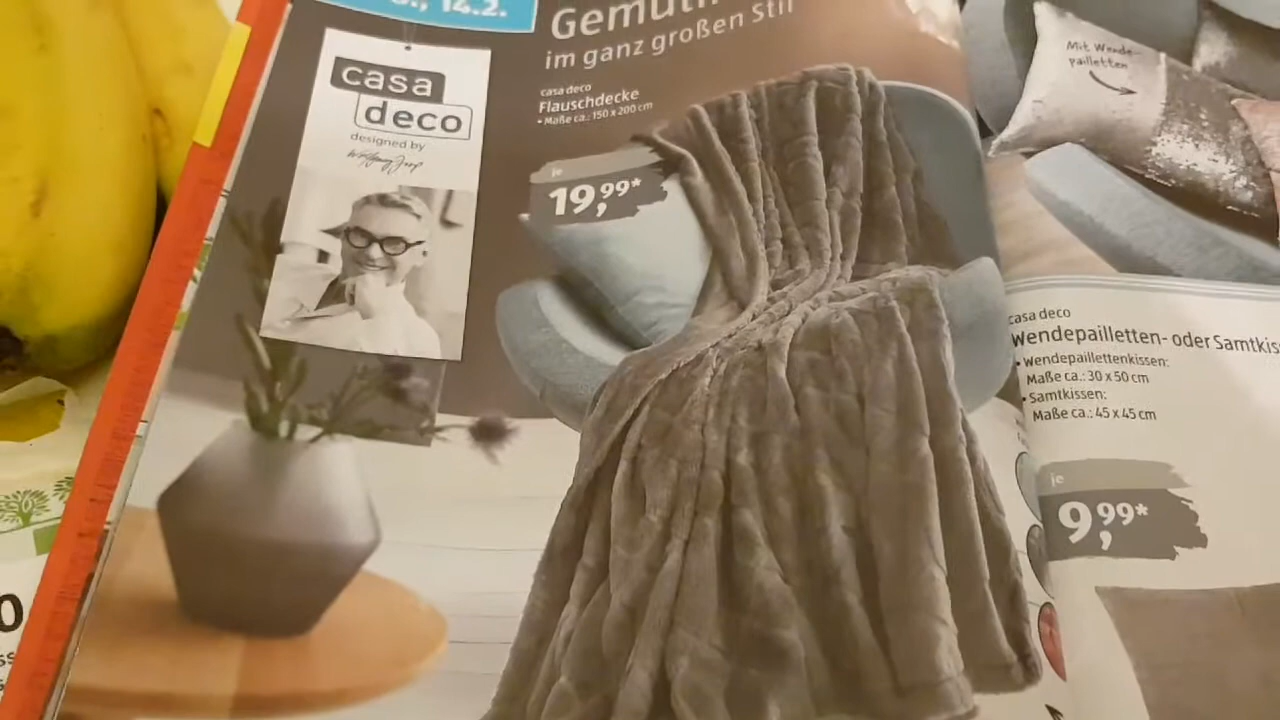 14.2.
im ganz großen Stil
casa
deco
designed by
casa deco
Flauschdecke
• Maße ca.: 150 x 200 cm
je
19,99*
Mit Wende-
pailletten
casa deco
Wendepailletten- oder
• Wendepaillettenkissen:
Maße ca.: 30 x 50 cm
• Samtkissen:
Maße ca.: 45 x 45 cm
je
9,99*